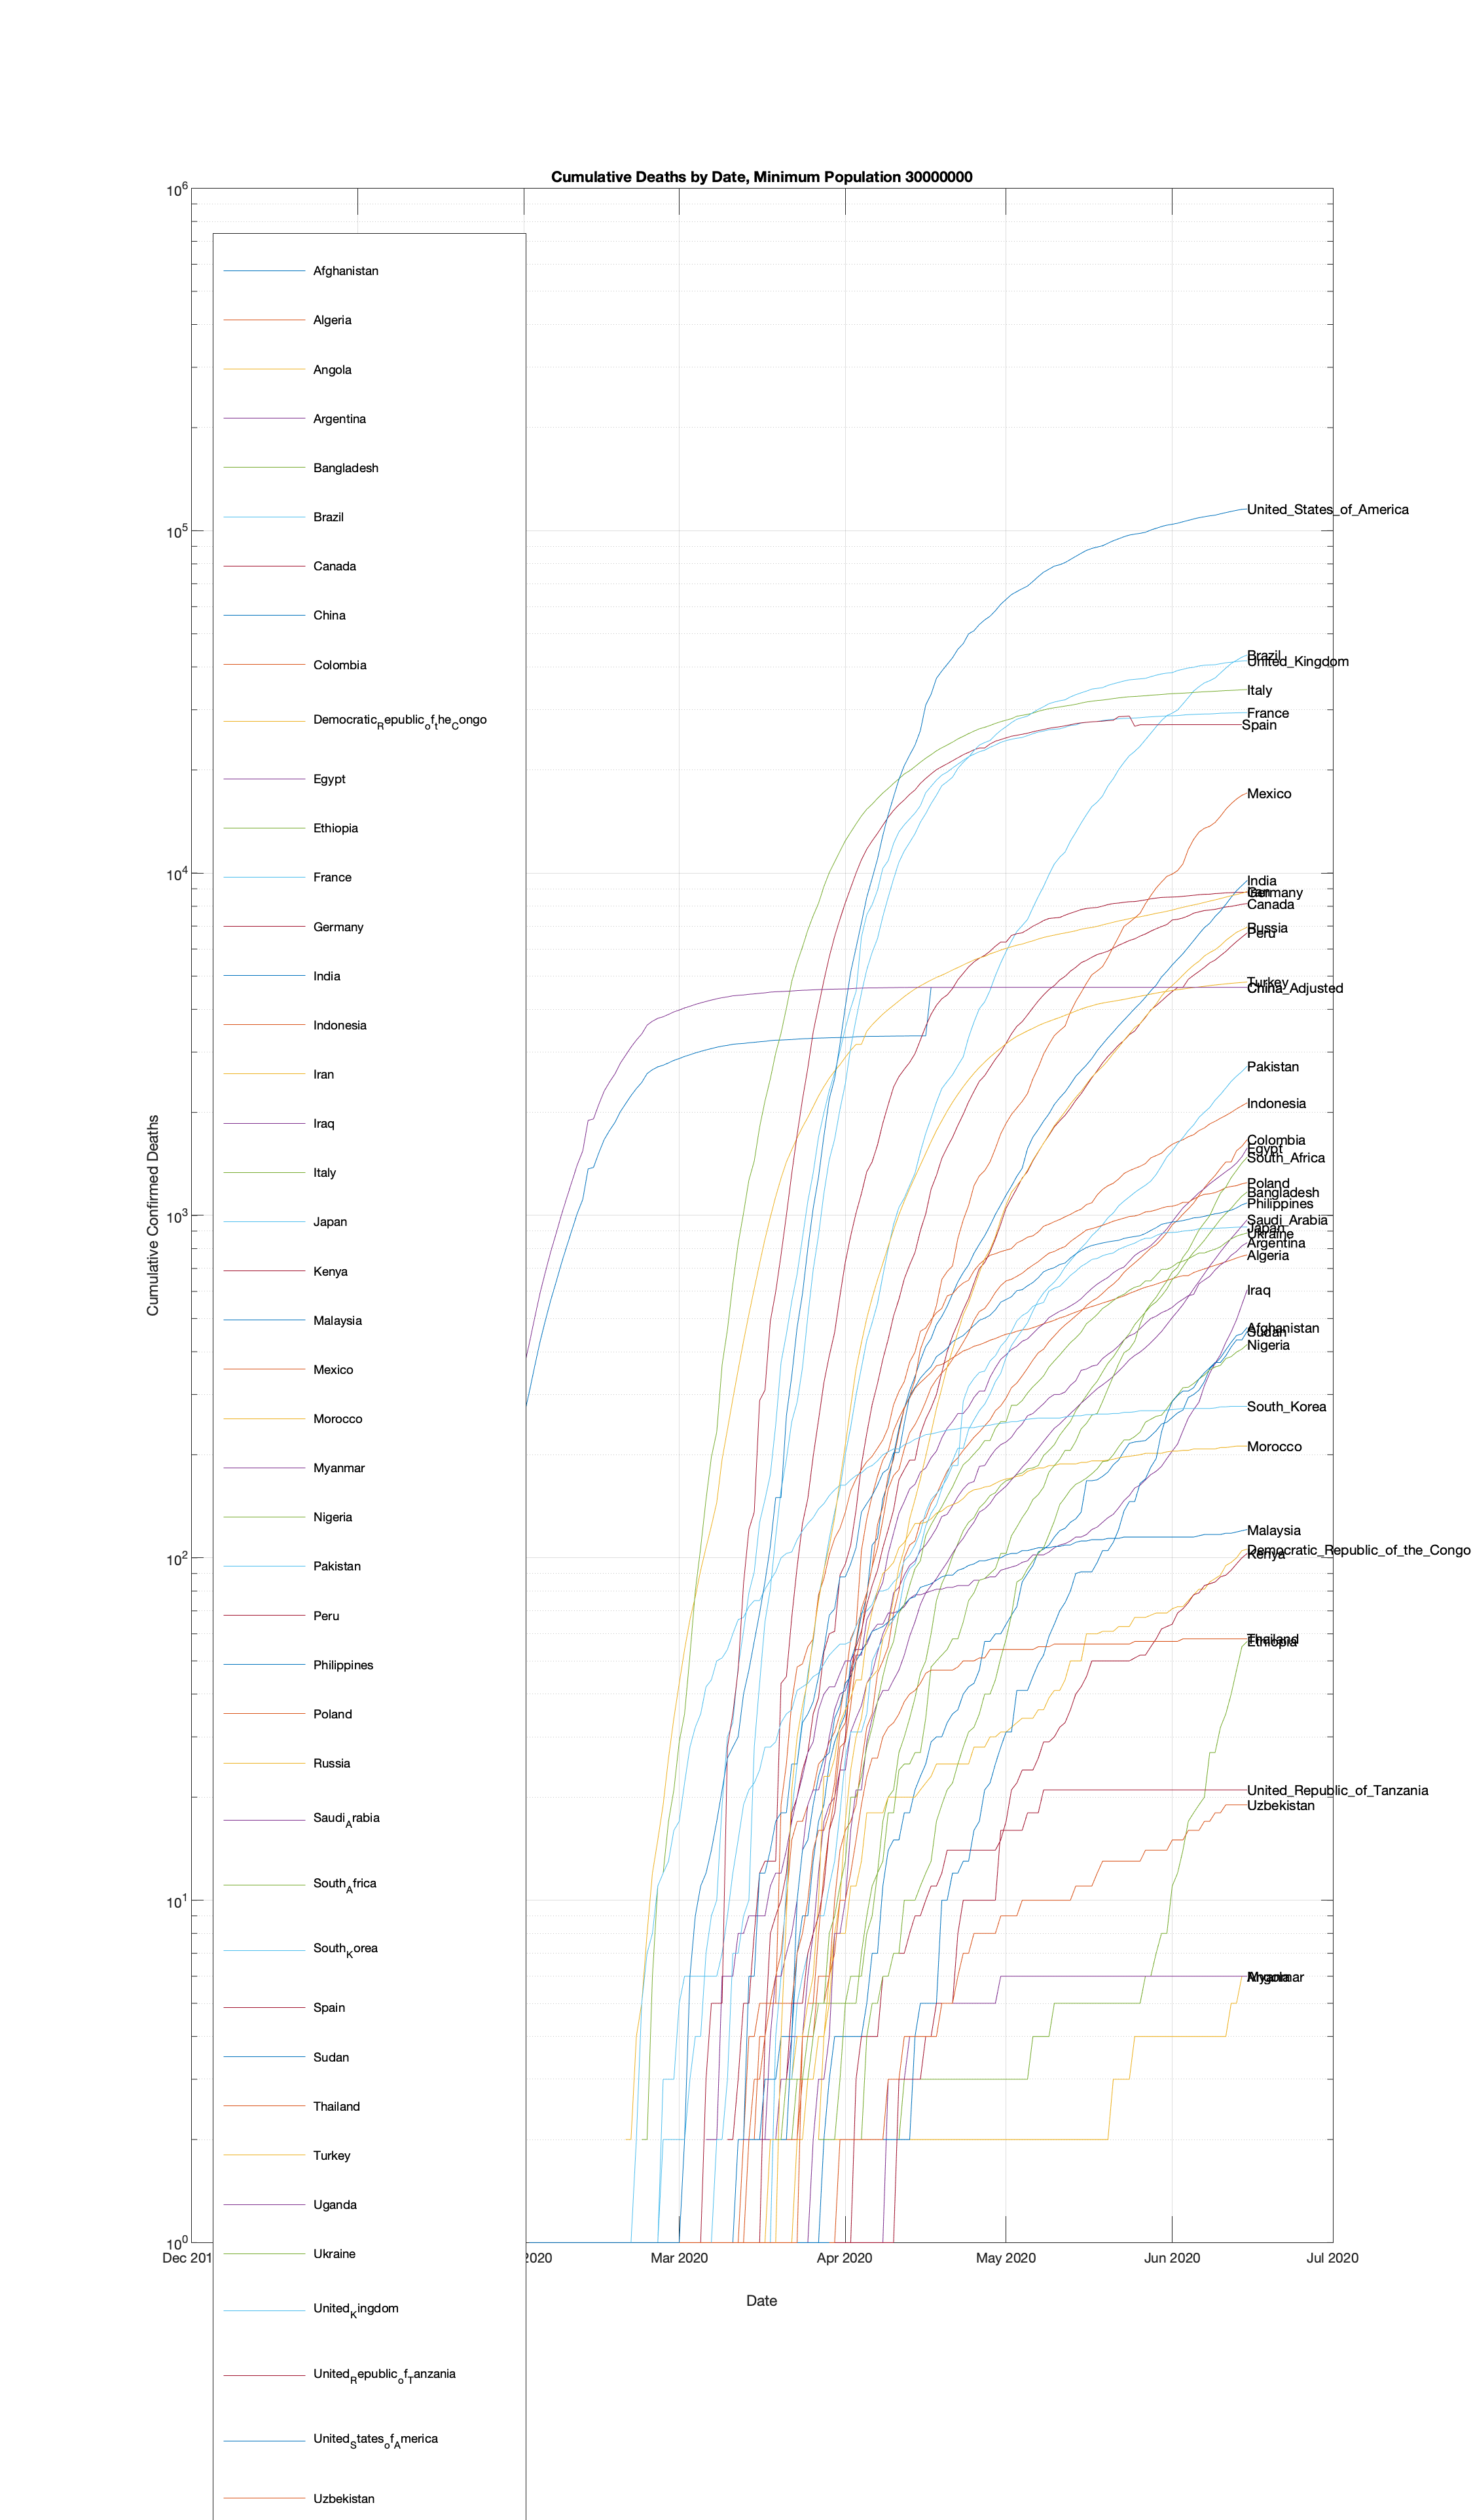 Cumulative Deaths by Date, Minimum Population 30000000
10^6
10^5
10^4
10^3
10^2
10^1
10^0
Cumulative Confirmed Deaths
Afghanistan
Algeria
Angola
Argentina
Bangladesh
Brazil
Canada
China
Colombia
Democratic_Republic_of_the_Congo
Egypt
Ethiopia
France
Germany
India
Indonesia
Iran
Iraq
Italy
Japan
Kenya
Malaysia
Mexico
Morocco
Myanmar
Nigeria
Pakistan
Peru
Philippines
Poland
Russia
Saudi_Arabia
South_Africa
South_Korea
Spain
Sudan
Thailand
Turkey
Uganda
Ukraine
United_Kingdom
United_Republic_of_Tanzania
United_States_of_America
Uzbekistan
United_States_of_America
Brazil
United_Kingdom
Italy
France
Spain
Mexico
India
Iran
Germany
Canada
Russia
Peru
Turkey
China_Adjusted
Pakistan
Indonesia
Colombia
Egypt
South_Africa
Poland
Bangladesh
Philippines
Saudi_Arabia
Japan
Ukraine
Argentina
Algeria
Iraq
Afghanistan
Sudan
Nigeria
South_Korea
Morocco
Malaysia
Democratic_Republic_of_the_Congo
Kenya
Thailand
Ethiopia
United_Republic_of_Tanzania
Uzbekistan
Myanmar
Angola
Dec 201 2020 Mar 2020 Apr 2020 May 2020 Jun 2020 Jul 2020
Date